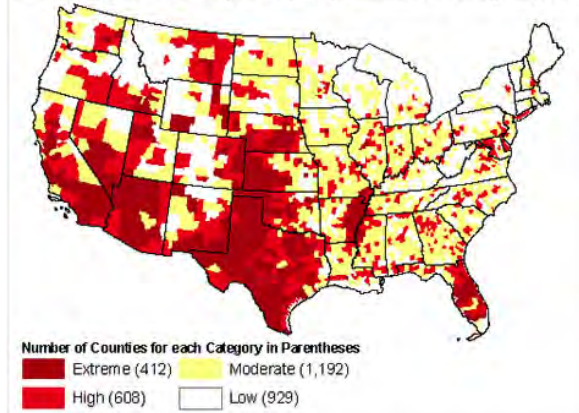 Number of Counties for each Category in Parentheses
Extreme (412)
Moderate (1,192)
High (608)
Low (929)